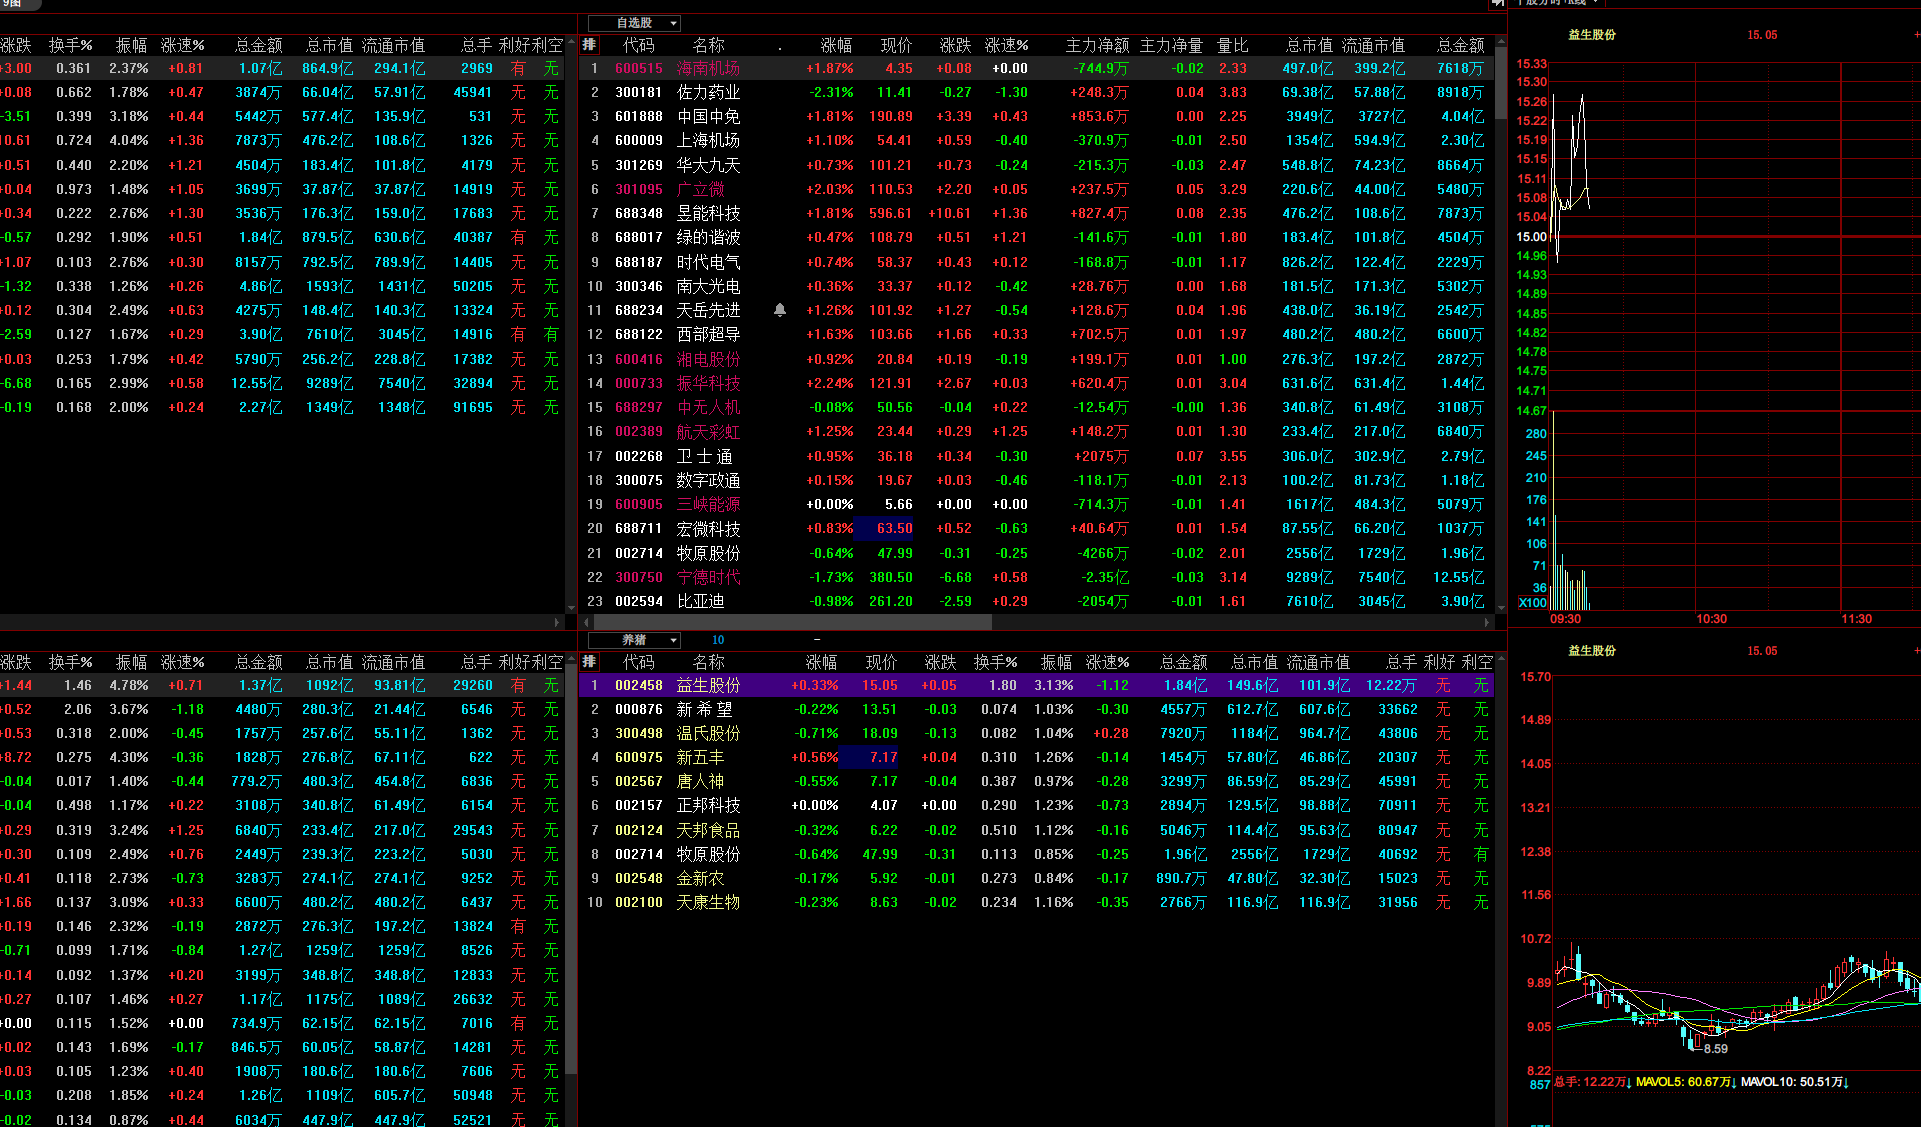 9图
自选股
个股分时+K线
涨跌 换手% 振幅 涨速% 总金额 总市值 流通市值 总手 利好 利空
+3.00 0.361 2.37% +0.81 1.07亿 864.9亿 294.1亿 2969 有 无
+0.08 0.662 1.78% +0.47 3874万 66.04亿 57.91亿 45941 无 无
-3.51 0.399 3.18% +0.44 5442万 577.4亿 135.9亿 531 无 无
10.61 0.724 4.04% +1.36 7873万 476.2亿 108.6亿 1326 无 无
+0.51 0.440 2.20% +1.21 4504万 183.4亿 101.8亿 4179 无 无
+0.04 0.973 1.48% +1.05 3699万 37.87亿 37.87亿 14919 无 无
+0.34 0.222 2.76% +1.30 3536万 176.3亿 159.0亿 17683 无 无
-0.57 0.292 1.90% +0.51 1.84亿 879.5亿 630.6亿 40387 有 无
+1.07 0.103 2.76% +0.30 8157万 792.5亿 789.9亿 14405 无 无
-1.32 0.338 1.26% +0.26 4.86亿 1593亿 1431亿 50205 无 无
+0.12 0.304 2.49% +0.63 4275万 148.4亿 140.3亿 13324 无 无
-2.59 0.127 1.67% +0.29 3.90亿 7610亿 3045亿 14916 有 有
+0.03 0.253 1.79% +0.42 5790万 256.2亿 228.8亿 17382 无 无
-6.68 0.165 2.99% +0.58 12.55亿 9289亿 7540亿 32894 无 无
-0.19 0.168 2.00% +0.24 2.27亿 1349亿 1348亿 91695 无 无
排 代码 名称 . 涨幅 现价 涨跌 涨速% 主力净额 主力净量 量比 总市值 流通市值 总金额
1 600515 海南机场 +1.87% 4.35 +0.08 +0.00 -744.9万 -0.02 2.33 497.0亿 399.2亿 7618万
2 300181 佐力药业 -2.31% 11.41 -0.27 -1.30 +248.3万 0.04 3.83 69.38亿 57.88亿 8918万
3 601888 中国中免 +1.81% 190.89 +3.39 +0.43 +853.6万 0.00 2.25 3949亿 3727亿 4.04亿
4 600009 上海机场 +1.10% 54.41 +0.59 -0.40 -370.9万 -0.01 2.50 1354亿 594.9亿 2.30亿
5 301269 华大九天 +0.73% 101.21 +0.73 -0.24 -215.3万 -0.03 2.47 548.8亿 74.23亿 8664万
6 301095 广立微 +2.03% 110.53 +2.20 +0.05 +237.5万 0.05 3.29 220.6亿 44.00亿 5480万
7 688348 昱能科技 +1.81% 596.61 +10.61 +1.36 +827.4万 0.08 2.35 476.2亿 108.6亿 7873万
8 688017 绿的谐波 +0.47% 108.79 +0.51 +1.21 -141.6万 -0.01 1.80 183.4亿 101.8亿 4504万
9 688187 时代电气 +0.74% 58.37 +0.43 +0.12 -168.8万 -0.01 1.17 826.2亿 122.4亿 2229万
10 300346 南大光电 +0.36% 33.37 +0.12 -0.42 +28.76万 0.00 1.68 181.5亿 171.3亿 5302万
11 688234 天岳先进 +1.26% 101.92 +1.27 -0.54 +128.6万 0.04 1.96 438.0亿 36.19亿 2542万
12 688122 西部超导 +1.63% 103.66 +1.66 +0.33 +702.5万 0.01 1.97 480.2亿 480.2亿 6600万
13 600416 湘电股份 +0.92% 20.84 +0.19 -0.19 +199.1万 0.01 1.00 276.3亿 197.2亿 2872万
14 000733 振华科技 +2.24% 121.91 +2.67 +0.03 +620.4万 0.01 3.04 631.6亿 631.4亿 1.44亿
15 688297 中无人机 -0.08% 50.56 -0.04 +0.22 -12.54万 -0.00 1.36 340.8亿 61.49亿 3108万
16 002389 航天彩虹 +1.25% 23.44 +0.29 +1.25 +148.2万 0.01 1.30 233.4亿 217.0亿 6840万
17 002268 卫士通 +0.95% 36.18 +0.34 -0.30 +2075万 0.07 3.55 306.0亿 302.9亿 2.79亿
18 300075 数字政通 +0.15% 19.67 +0.03 -0.46 -118.1万 -0.01 2.13 100.2亿 81.73亿 1.18亿
19 600905 三峡能源 +0.00% 5.66 +0.00 +0.00 -714.3万 -0.01 1.41 1617亿 484.3亿 5079万
20 688711 宏微科技 +0.83% 63.50 +0.52 -0.63 +40.64万 0.01 1.54 87.55亿 66.20亿 1037万
21 002714 牧原股份 -0.64% 47.99 -0.31 -0.25 -4266万 -0.02 2.01 2556亿 1729亿 1.96亿
22 300750 宁德时代 -1.73% 380.50 -6.68 +0.58 -2.35亿 -0.03 3.14 9289亿 7540亿 12.55亿
23 002594 比亚迪 -0.98% 261.20 -2.59 +0.29 -2054万 -0.01 1.61 7610亿 3045亿 3.90亿
益生股份 15.05 +
15.33
15.30
15.26
15.22
15.19
15.15
15.11
15.08
15.04
15.00
14.96
14.93
14.89
14.85
14.82
14.78
14.75
14.71
14.67
280
245
210
176
141
106
71
36
X100
09:30 10:30 11:30
涨跌 换手% 振幅 涨速% 总金额 总市值 流通市值 总手 利好 利空
+1.44 1.46 4.78% +0.71 1.37亿 1092亿 93.81亿 29260 有 无
+0.52 2.06 3.67% -1.18 4480万 280.3亿 21.44亿 6546 无 无
+0.53 0.318 2.00% -0.45 1757万 257.6亿 55.11亿 1362 无 无
+8.72 0.275 4.30% -0.36 1828万 276.8亿 67.11亿 622 无 无
-0.04 0.017 1.40% -0.44 779.2万 480.3亿 454.8亿 6836 无 无
-0.04 0.498 1.17% +0.22 3108万 340.8亿 61.49亿 6154 无 无
+0.29 0.319 3.24% +1.25 6840万 233.4亿 217.0亿 29543 无 无
+0.30 0.109 2.49% +0.76 2449万 239.3亿 223.2亿 5030 无 无
+0.41 0.118 2.73% -0.73 3283万 274.1亿 274.1亿 9252 无 无
+1.66 0.137 3.09% +0.33 6600万 480.2亿 480.2亿 6437 无 无
+0.19 0.146 2.32% -0.19 2872万 276.3亿 197.2亿 13824 有 无
-0.71 0.099 1.71% -0.84 1.27亿 1259亿 1259亿 8526 无 无
+0.14 0.092 1.37% +0.20 3199万 348.8亿 348.8亿 12833 无 无
+0.27 0.107 1.46% +0.27 1.17亿 1175亿 1089亿 26632 无 无
+0.00 0.115 1.52% +0.00 734.9万 62.15亿 62.15亿 7016 有 无
+0.02 0.143 1.69% -0.17 846.5万 60.05亿 58.87亿 14281 无 无
+0.03 0.105 1.23% +0.40 1908万 180.6亿 180.6亿 7606 无 无
-0.03 0.208 1.85% +0.24 1.26亿 1109亿 605.7亿 50948 无 无
-0.02 0.134 0.87% +0.44 6034万 447.9亿 447.9亿 52521 无 无
养猪 10 –
排 代码 名称 涨幅 现价 涨跌 换手% 振幅 涨速% 总金额 总市值 流通市值 总手 利好 利空
1 002458 益生股份 +0.33% 15.05 +0.05 1.80 3.13% -1.12 1.84亿 149.6亿 101.9亿 12.22万 无 无
2 000876 新希望 -0.22% 13.51 -0.03 0.074 1.03% -0.30 4557万 612.7亿 607.6亿 33662 无 无
3 300498 温氏股份 -0.71% 18.09 -0.13 0.082 1.04% +0.28 7920万 1184亿 964.7亿 43806 无 无
4 600975 新五丰 +0.56% 7.17 +0.04 0.310 1.26% -0.14 1454万 57.80亿 46.86亿 20307 无 无
5 002567 唐人神 -0.55% 7.17 -0.04 0.387 0.97% -0.28 3299万 86.59亿 85.29亿 45991 无 无
6 002157 正邦科技 +0.00% 4.07 +0.00 0.290 1.23% -0.73 2894万 129.5亿 98.88亿 70911 无 无
7 002124 天邦食品 -0.32% 6.22 -0.02 0.510 1.12% -0.16 5046万 114.4亿 95.63亿 80947 无 无
8 002714 牧原股份 -0.64% 47.99 -0.31 0.113 0.85% -0.25 1.96亿 2556亿 1729亿 40692 无 有
9 002548 金新农 -0.17% 5.92 -0.01 0.273 0.84% -0.17 890.7万 47.80亿 32.30亿 15023 无 无
10 002100 天康生物 -0.23% 8.63 -0.02 0.234 1.16% -0.35 2766万 116.9亿 116.9亿 31956 无 无
益生股份 15.05 +
15.70
14.89
14.05
13.21
12.38
11.56
10.72
9.89
9.05
8.22
8.59
857 总手: 12.22万↓ MAVOL5: 60.67万↓ MAVOL10: 50.51万↓